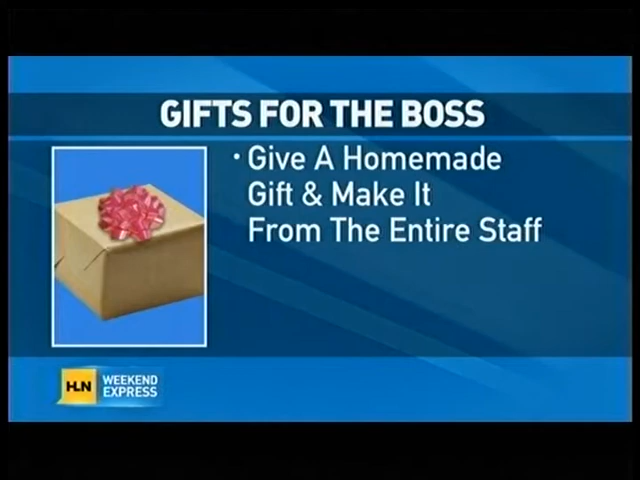 GIFTS FOR THE BOSS
• Give A Homemade
Gift & Make It
From The Entire Staff
HLN WEEKEND
EXPRESS